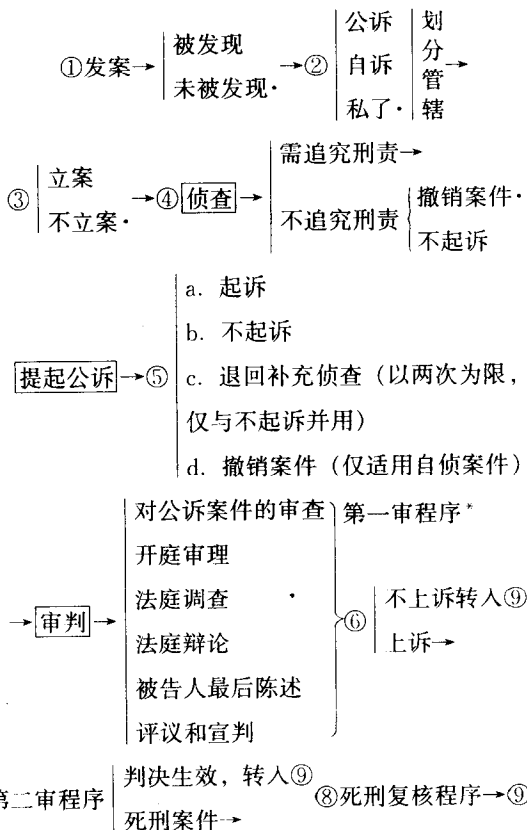 ①发案→ 被发现 →② 公诉 划
未被发现· 自诉 分
私了· 管
辖 →
③ 立案 →④侦查→ 需追究刑责→
不立案· 不追究刑责 撤销案件·
不起诉
提起公诉→⑤ a. 起诉
b. 不起诉
c. 退回补充侦查（以两次为限，
仅与不起诉并用）
d. 撤销案件（仅适用自侦案件）
→审判→ 对公诉案件的审查 第一审程序*
开庭审理
法庭调查 · ⑥ 不上诉转入⑨
法庭辩论 上诉→
被告人最后陈述
评议和宣判
第二审程序 判决生效，转入⑨ ⑧死刑复核程序→⑨
死刑案件→